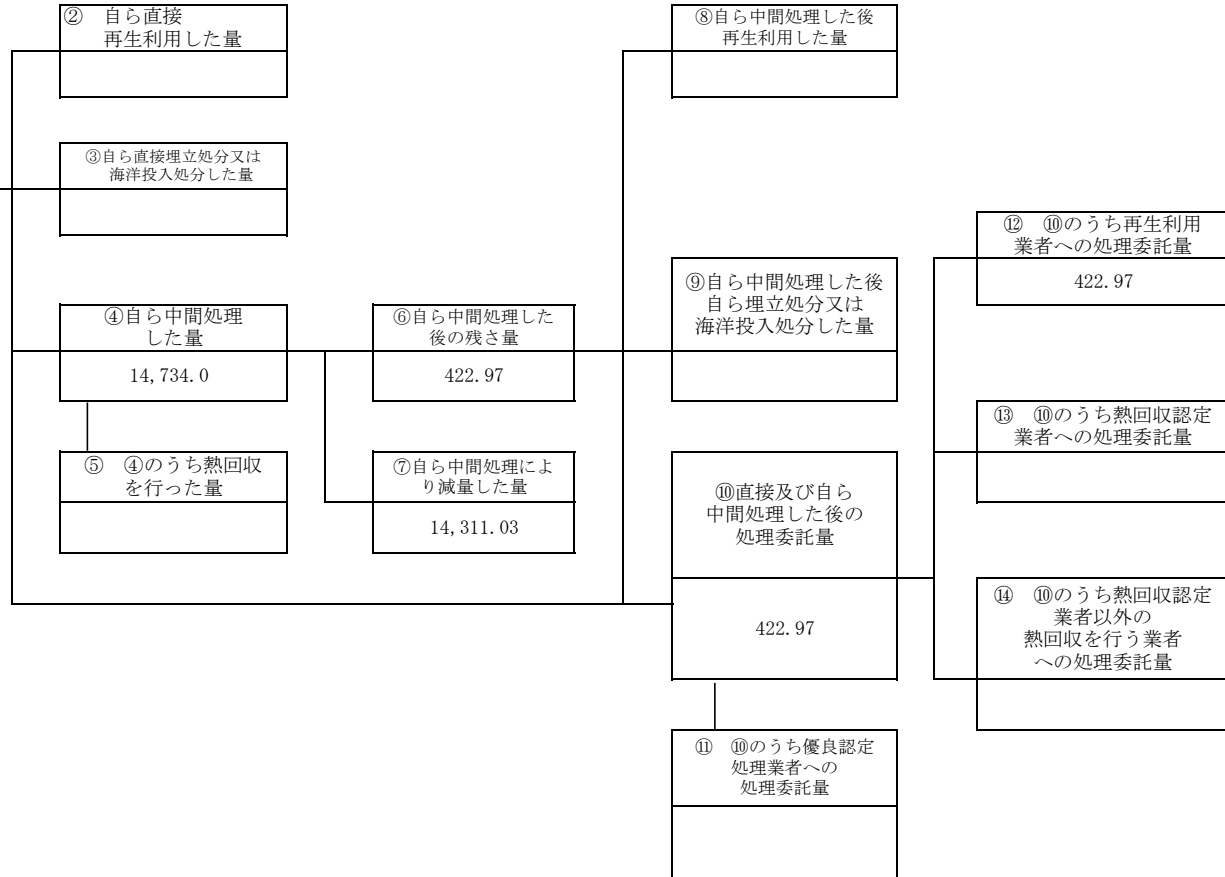 ② 自ら直接
再生利用した量
③自ら直接埋立処分又は
海洋投入処分した量
④自ら中間処理
した量
14,734.0
⑤ ④のうち熱回収
を行った量
⑥自ら中間処理した
後の残さ量
422.97
⑦自ら中間処理によ
り減量した量
14,311.03
⑧自ら中間処理した後
再生利用した量
⑨自ら中間処理した後
自ら埋立処分又は
海洋投入処分した量
⑩直接及び自ら
中間処理した後の
処理委託量
422.97
⑪ ⑩のうち優良認定
処理業者への
処理委託量
⑫ ⑩のうち再生利用
業者への処理委託量
422.97
⑬ ⑩のうち熱回収認定
業者への処理委託量
⑭ ⑩のうち熱回収認定
業者以外の
熱回収を行う業者
への処理委託量